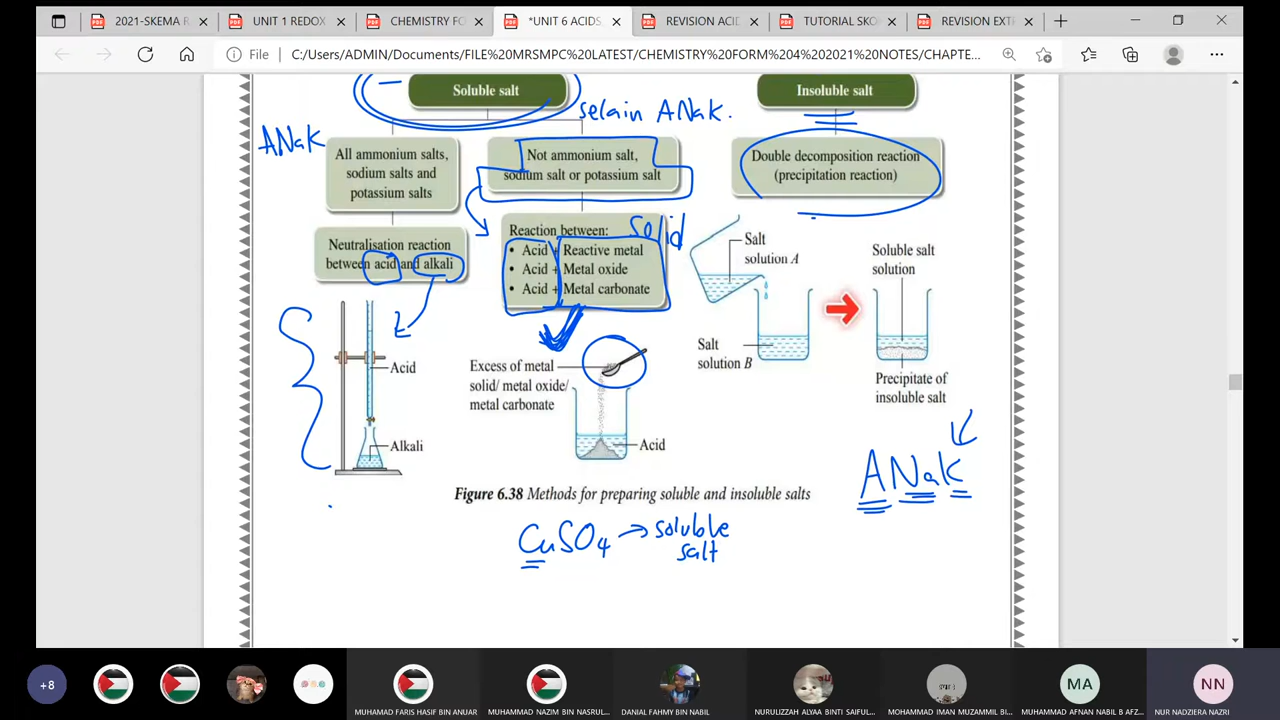 2021-SKEMA R
UNIT 1 REDOX
CHEMISTRY FO
*UNIT 6 ACIDS,
REVISION ACID
TUTORIAL SKO
REVISION EXT
File
C:/Users/ADMIN/Documents/FILE%20MRSMPC%20LATEST/CHEMISTRY%20FORM%204%202021%20NOTES/CHAPTE...
Soluble salt
Insoluble salt
selain ANaK.
ANaK
All ammonium salts,
sodium salts and
potassium salts
Not ammonium salt,
sodium salt or potassium salt
Double decomposition reaction
(precipitation reaction)
Neutralisation reaction
between acid and alkali
solid
Reaction between:
• Acid + Reactive metal
• Acid + Metal oxide
• Acid + Metal carbonate
Salt
solution A
Soluble salt
solution
Salt
solution B
Precipitate of
insoluble salt
Acid
Alkali
Excess of metal
solid/ metal oxide/
metal carbonate
Acid
ANaK
Figure 6.38 Methods for preparing soluble and insoluble salts
CuSO4 → soluble
salt
+8
MUHAMAD FARIS HASIF BIN ANUAR
MUHAMMAD NAZIM BIN NASRUL...
DANIAL FAHMY BIN NABIL
NURULIZZAH ALYAA BINTI SAIFUL...
MOHAMMAD IMAN MUZAMMIL BI...
MA
MUHAMMAD AFNAN NABIL B AFZ...
NN
NUR NADZIERA NAZRI